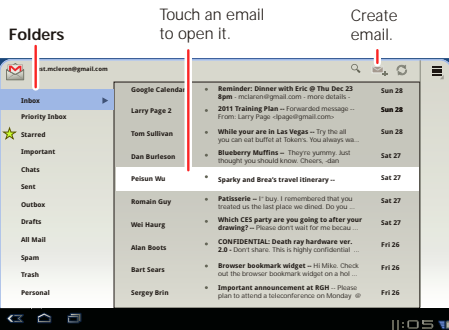 Touch an email
to open it.
Create
email.
Folders
st.mcleron@gmail.com
Inbox
Priority Inbox
Starred
Important
Chats
Sent
Outbox
Drafts
All Mail
Spam
Trash
Personal
Google Calendar
Reminder: Dinner with Eric @ Thu Dec 23
8pm - mclaron@gmail.com - more details -
Sun 28
Larry Page 2
2011 Training Plan -- Forwarded message --
From: Larry Page <lpage@gmail.com>
Sun 28
Tom Sullivan
While your are in Las Vegas -- Try the all
you can eat buffet at Token's. You always wa...
Sun 28
Dan Burleson
Blueberry Muffins -- Theyre yummy. Just
thought you should know. Cheers, -dan
Sat 27
Peisun Wu
Sparky and Brea's travel itinerary --
Sat 27
Romain Guy
Patisserie -- I' buy. I remembered that you
treated us the last place we dined. Do you ...
Sat 27
Wei Haurg
Which CES party are you going to after your
drawing? -- Please don't wait for me becau ...
Sat 27
Alan Boots
CONFIDENTIAL: Death ray hardware ver.
2.0 - Don't share. This is highly confidential ...
Fri 26
Bart Sears
Browser bookmark widget -- Hi Mike. Check
out the browser bookmark widget on a hol ...
Fri 26
Sergey Brin
Important announcement at RGH -- Please
plan to attend a teleconference on Monday @
Fri 26
11:05